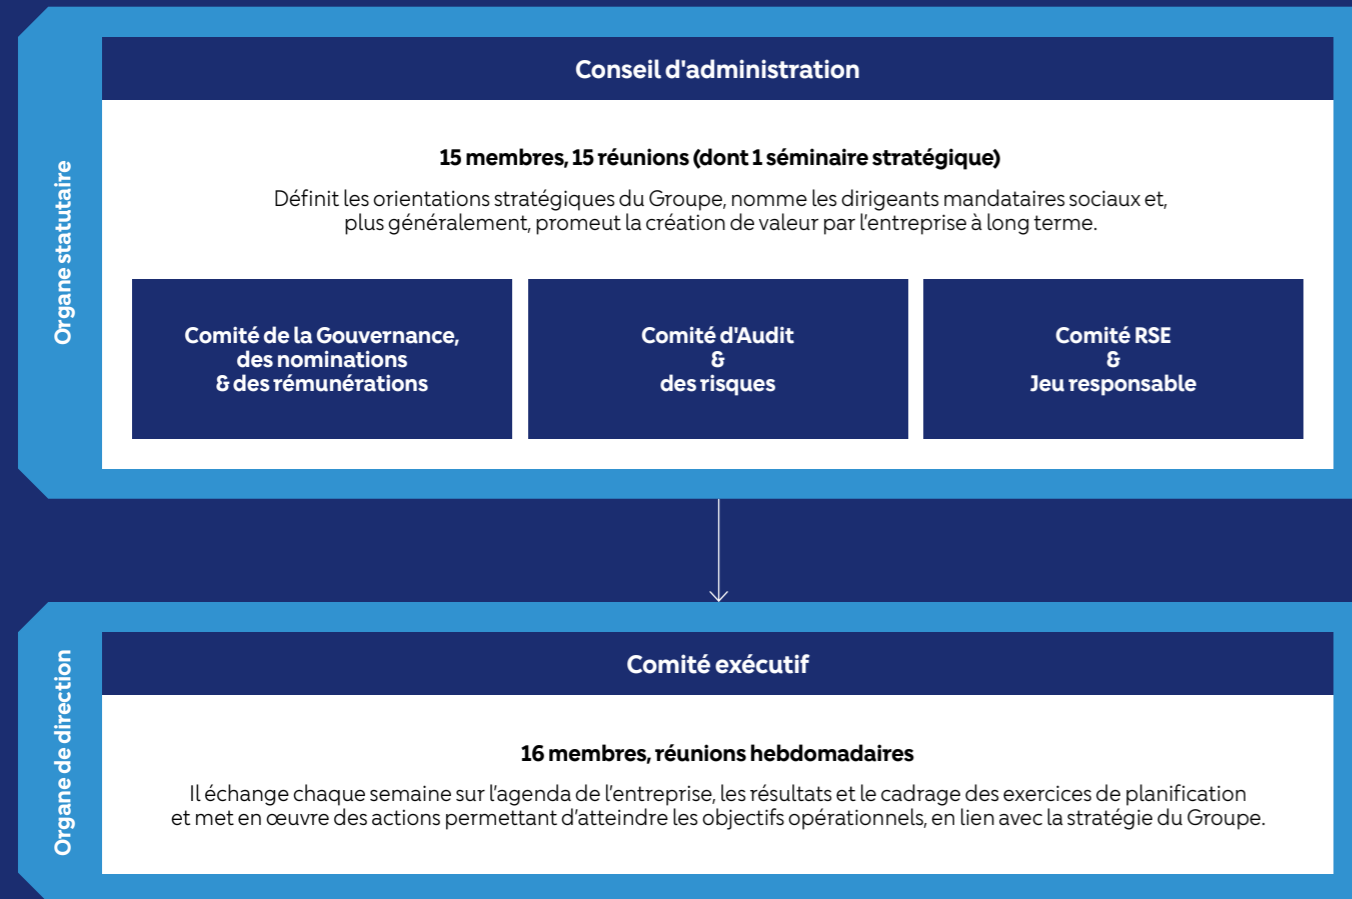 Organe statutaire
Conseil d'administration
15 membres, 15 réunions (dont 1 séminaire stratégique)
Définit les orientations stratégiques du Groupe, nomme les dirigeants mandataires sociaux et,
plus généralement, promeut la création de valeur par l'entreprise à long terme.
Comité de la Gouvernance,
des nominations
& des rémunérations
Comité d'Audit
&
des risques
Comité RSE
&
Jeu responsable
Organe de direction
Comité exécutif
16 membres, réunions hebdomadaires
Il échange chaque semaine sur l'agenda de l'entreprise, les résultats et le cadrage des exercices de planification
et met en œuvre des actions permettant d'atteindre les objectifs opérationnels, en lien avec la stratégie du Groupe.